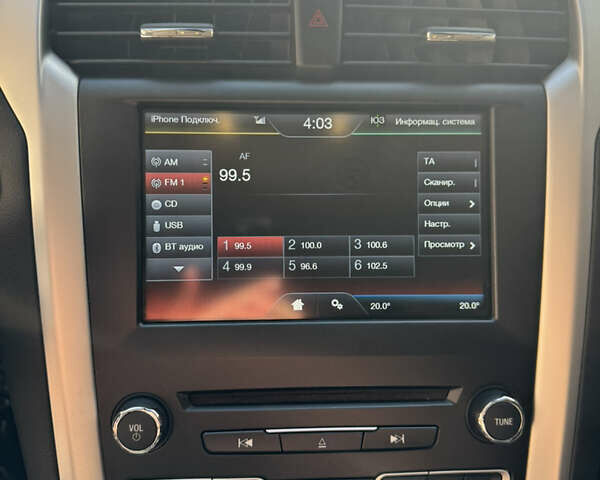 iPhone Подключ. 4:03 ЮЗ Информац. система
AM
FM 1
CD
USB
BT аудио
AF
99.5
1 99.5 2 100.0 3 100.6
4 99.9 5 96.6 6 102.5
TA
Сканир.
Опции
Настр.
Просмотр
20.0° 20.0°
VOL
TUNE